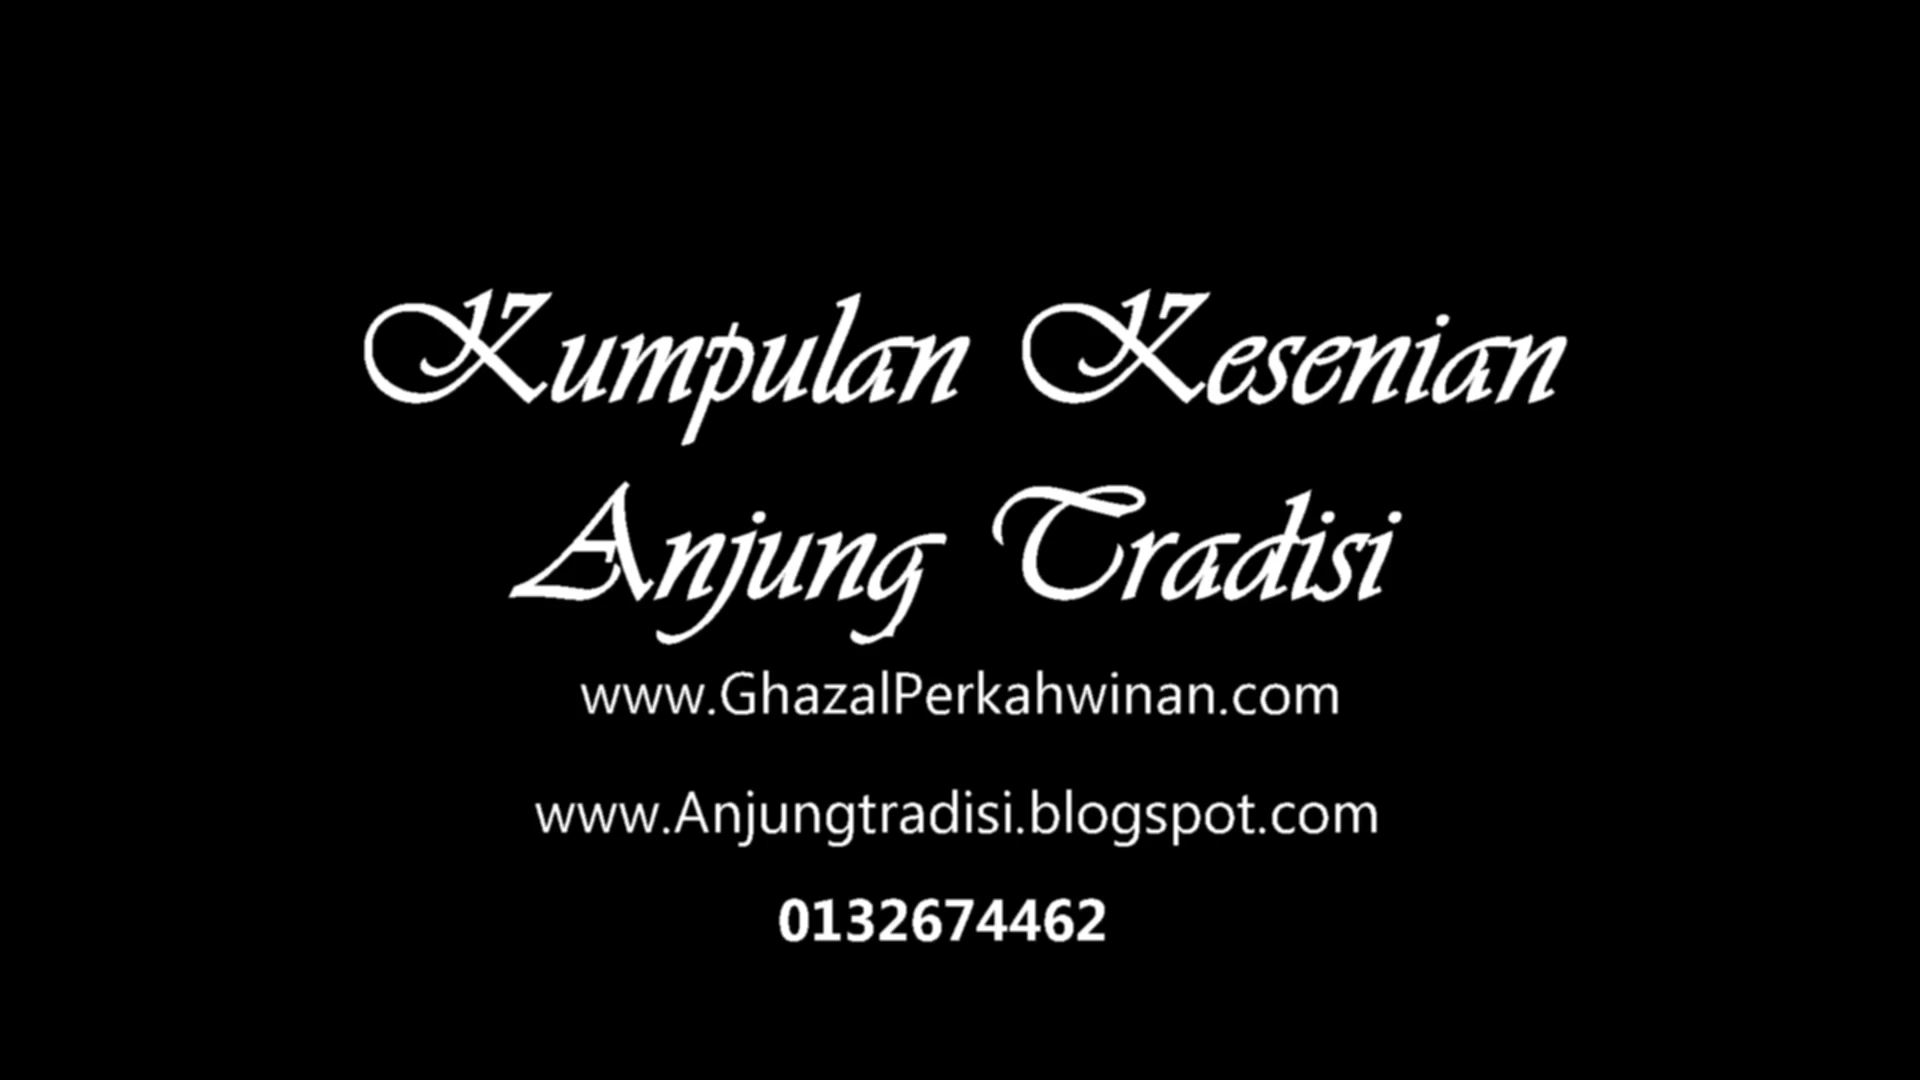 Kumpulan Kesenian
Anjung Tradisi
www.GhazalPerkahwinan.com
www.Anjungtradisi.blogspot.com
0132674462